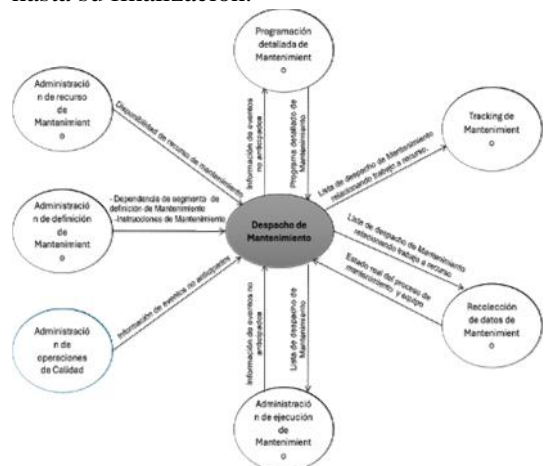 hasta su finalización.
Programación
detallada de
Mantenimient
o
Administració
n de recurso
de
Mantenimient
o
Tracking de
Mantenimient
o
Disponibilidad de recurso de mantenimiento
Información de eventos
no anticipados
Programa detallado de
Mantenimiento
Lista de despacho de Mantenimiento
relacionando trabajo a recurso.
Administració
n de definición
de
Mantenimient
o
- Dependencia de segmento de
definición de Mantenimiento
-Instrucciones de Mantenimiento
Despacho de
Mantenimiento
Lista de despacho de Mantenimiento
relacionando trabajo a recurso
Estado real del proceso de
mantenimiento y equipo
Información de eventos no anticipados
Administració
n de
operaciones
de Calidad
Información de eventos no
anticipados
Lista de despacho de
Mantenimiento
Recolección
de datos de
Mantenimient
o
Administració
n de ejecución
de
Mantenimient
o